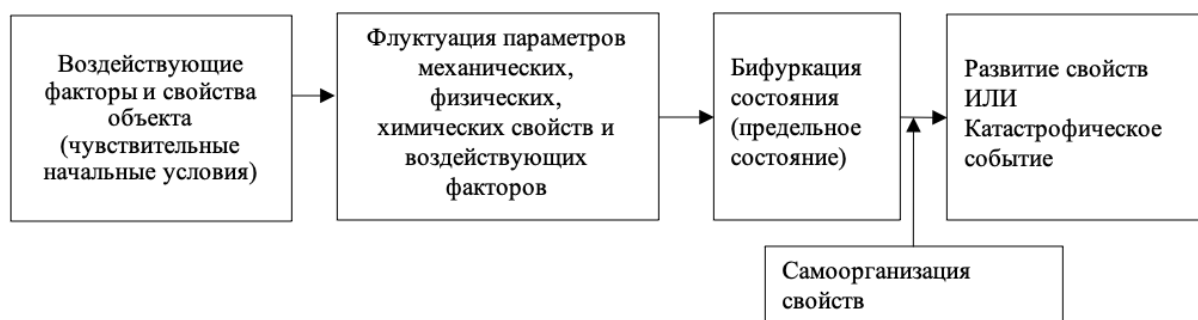 Воздействующие
факторы и свойства
объекта
(чувствительные
начальные условия)
Флуктуация параметров
механических,
физических,
химических свойств и
воздействующих
факторов
Бифуркация
состояния
(предельное
состояние)
Развитие свойств
ИЛИ
Катастрофическое
событие
Самоорганизация
свойств